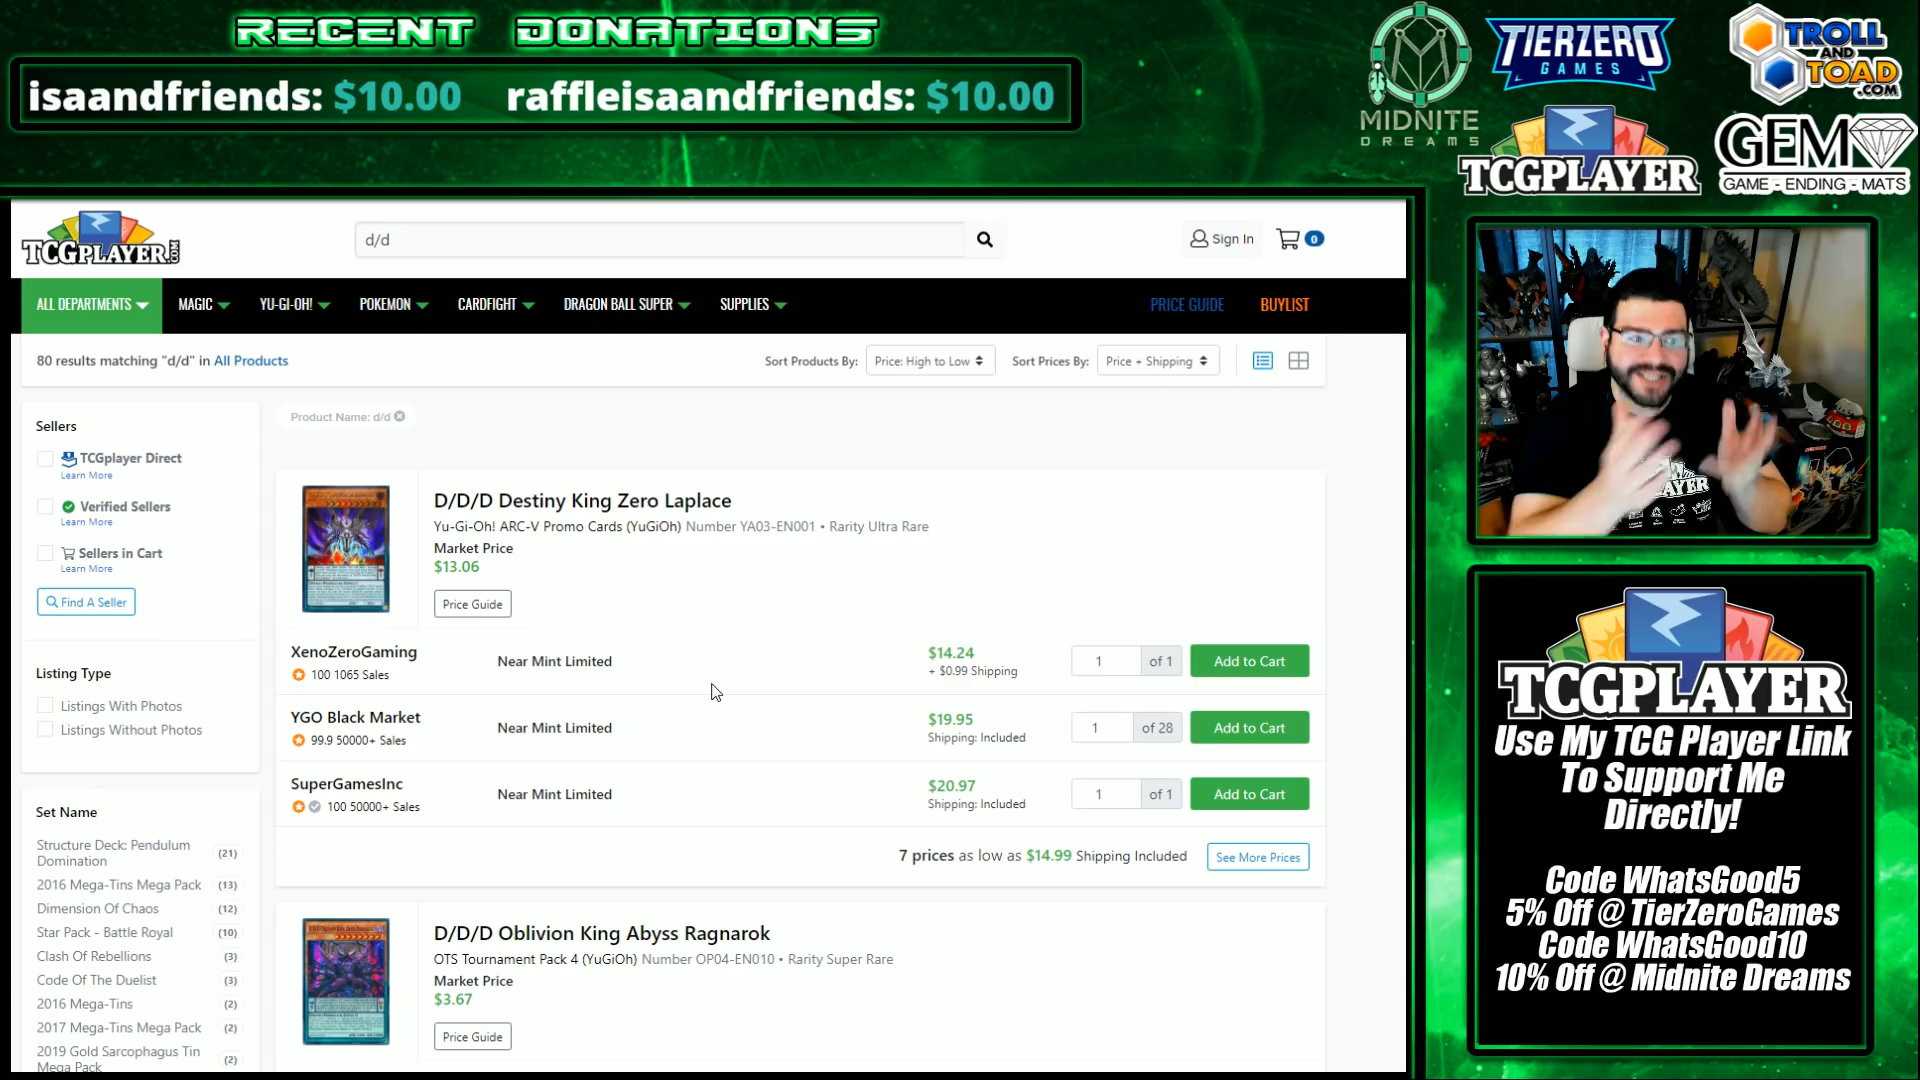 RECENT DONATIONS
isaandfriends: $10.00 raffleisaandfriends: $10.00
MIDNITE
DREAMS
TIERZERO
GAMES
TROLL
AND
TOAD
.COM
TCGPLAYER
GEM
GAME - ENDING - MATS
TCGPLAYER.COM
d/d
Sign In
0
ALL DEPARTMENTS
MAGIC
YU-GI-OH!
POKEMON
CARDFIGHT
DRAGON BALL SUPER
SUPPLIES
PRICE GUIDE
BUYLIST
80 results matching "d/d" in All Products
Sort Products By: Price: High to Low
Sort Prices By: Price + Shipping
Product Name: d/d
Sellers
TCGplayer Direct
Learn More
Verified Sellers
Learn More
Sellers in Cart
Learn More
Find A Seller
Listing Type
Listings With Photos
Listings Without Photos
Set Name
Structure Deck: Pendulum
Domination (21)
2016 Mega-Tins Mega Pack (13)
Dimension Of Chaos (12)
Star Pack - Battle Royal (10)
Clash Of Rebellions (3)
Code Of The Duelist (3)
2016 Mega-Tins (2)
2017 Mega-Tins Mega Pack (2)
2019 Gold Sarcophagus Tin
Mega Pack (2)
D/D/D Destiny King Zero Laplace
Yu-Gi-Oh! ARC-V Promo Cards (YuGiOh) Number YA03-EN001 • Rarity Ultra Rare
Market Price
$13.06
Price Guide
XenoZeroGaming
100 1065 Sales
Near Mint Limited
$14.24
+ $0.99 Shipping
1 of 1
Add to Cart
YGO Black Market
99.9 50000+ Sales
Near Mint Limited
$19.95
Shipping: Included
1 of 28
Add to Cart
SuperGamesInc
100 50000+ Sales
Near Mint Limited
$20.97
Shipping: Included
1 of 1
Add to Cart
7 prices as low as $14.99 Shipping Included
See More Prices
D/D/D Oblivion King Abyss Ragnarok
OTS Tournament Pack 4 (YuGiOh) Number OP04-EN010 • Rarity Super Rare
Market Price
$3.67
Price Guide
TCGPLAYER
Use My TCG Player Link
To Support Me
Directly!
Code WhatsGood5
5% Off @ TierZeroGames
Code WhatsGood10
10% Off @ Midnite Dreams